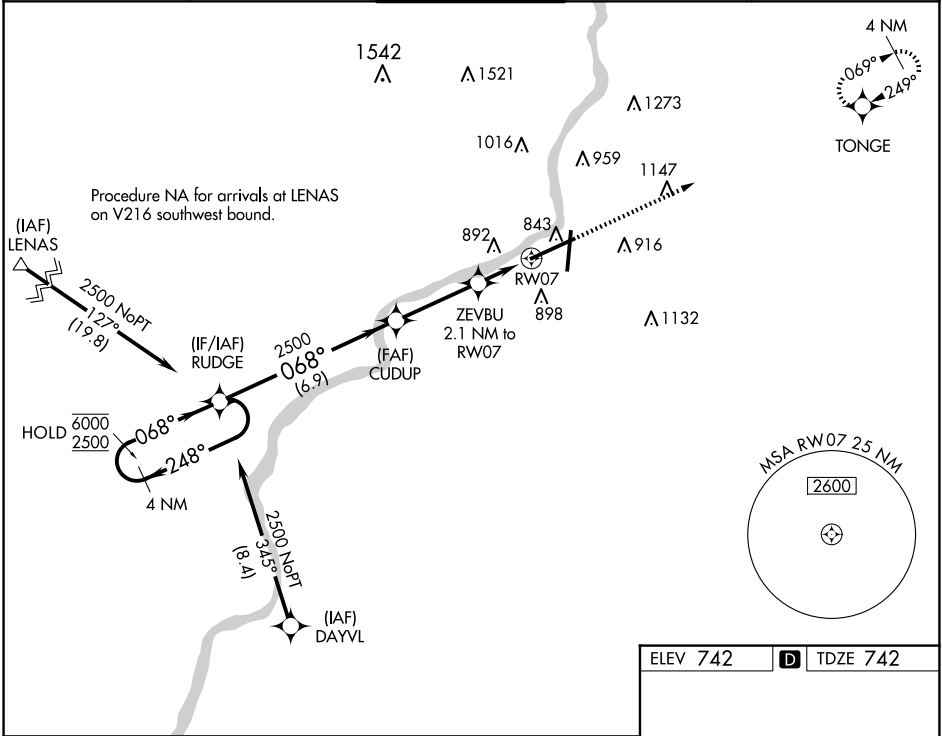 1542
1521
1273
1016
959
1147
4 NM
069°
249°
TONGE
Procedure NA for arrivals at LENAS
on V216 southwest bound.
(IAF)
LENAS
2500 NoPT
127°
(19.8)
892
843
916
RW07
898
1132
ZEVBU
2.1 NM to
RW07
(IF/IAF)
RUDGE
2500
068°
(6.9)
(FAF)
CUDUP
HOLD 6000
2500
068°
248°
4 NM
2500 NoPT
345°
(8.4)
(IAF)
DAYVL
MSA RW07 25 NM
2600
ELEV 742 D TDZE 742